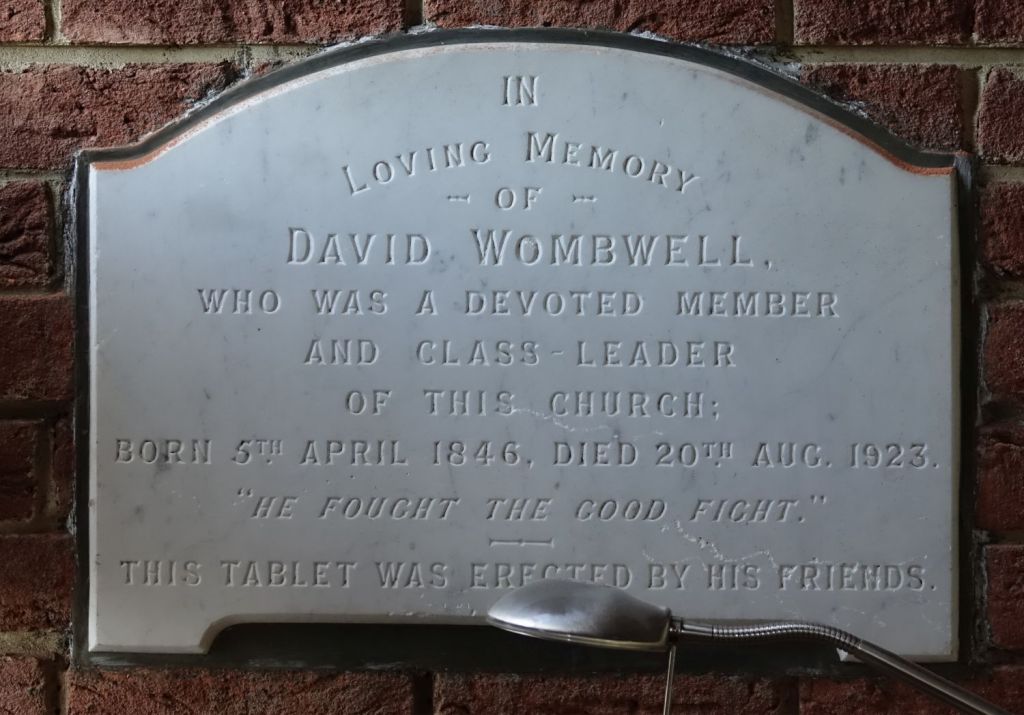 IN
LOVING MEMORY
OF
DAVID WOMBWELL,
WHO WAS A DEVOTED MEMBER
AND CLASS-LEADER
OF THIS CHURCH;
BORN 5TH APRIL 1846, DIED 20TH AUG. 1923.
"HE FOUGHT THE GOOD FIGHT."
THIS TABLET WAS ERECTED BY HIS FRIENDS.